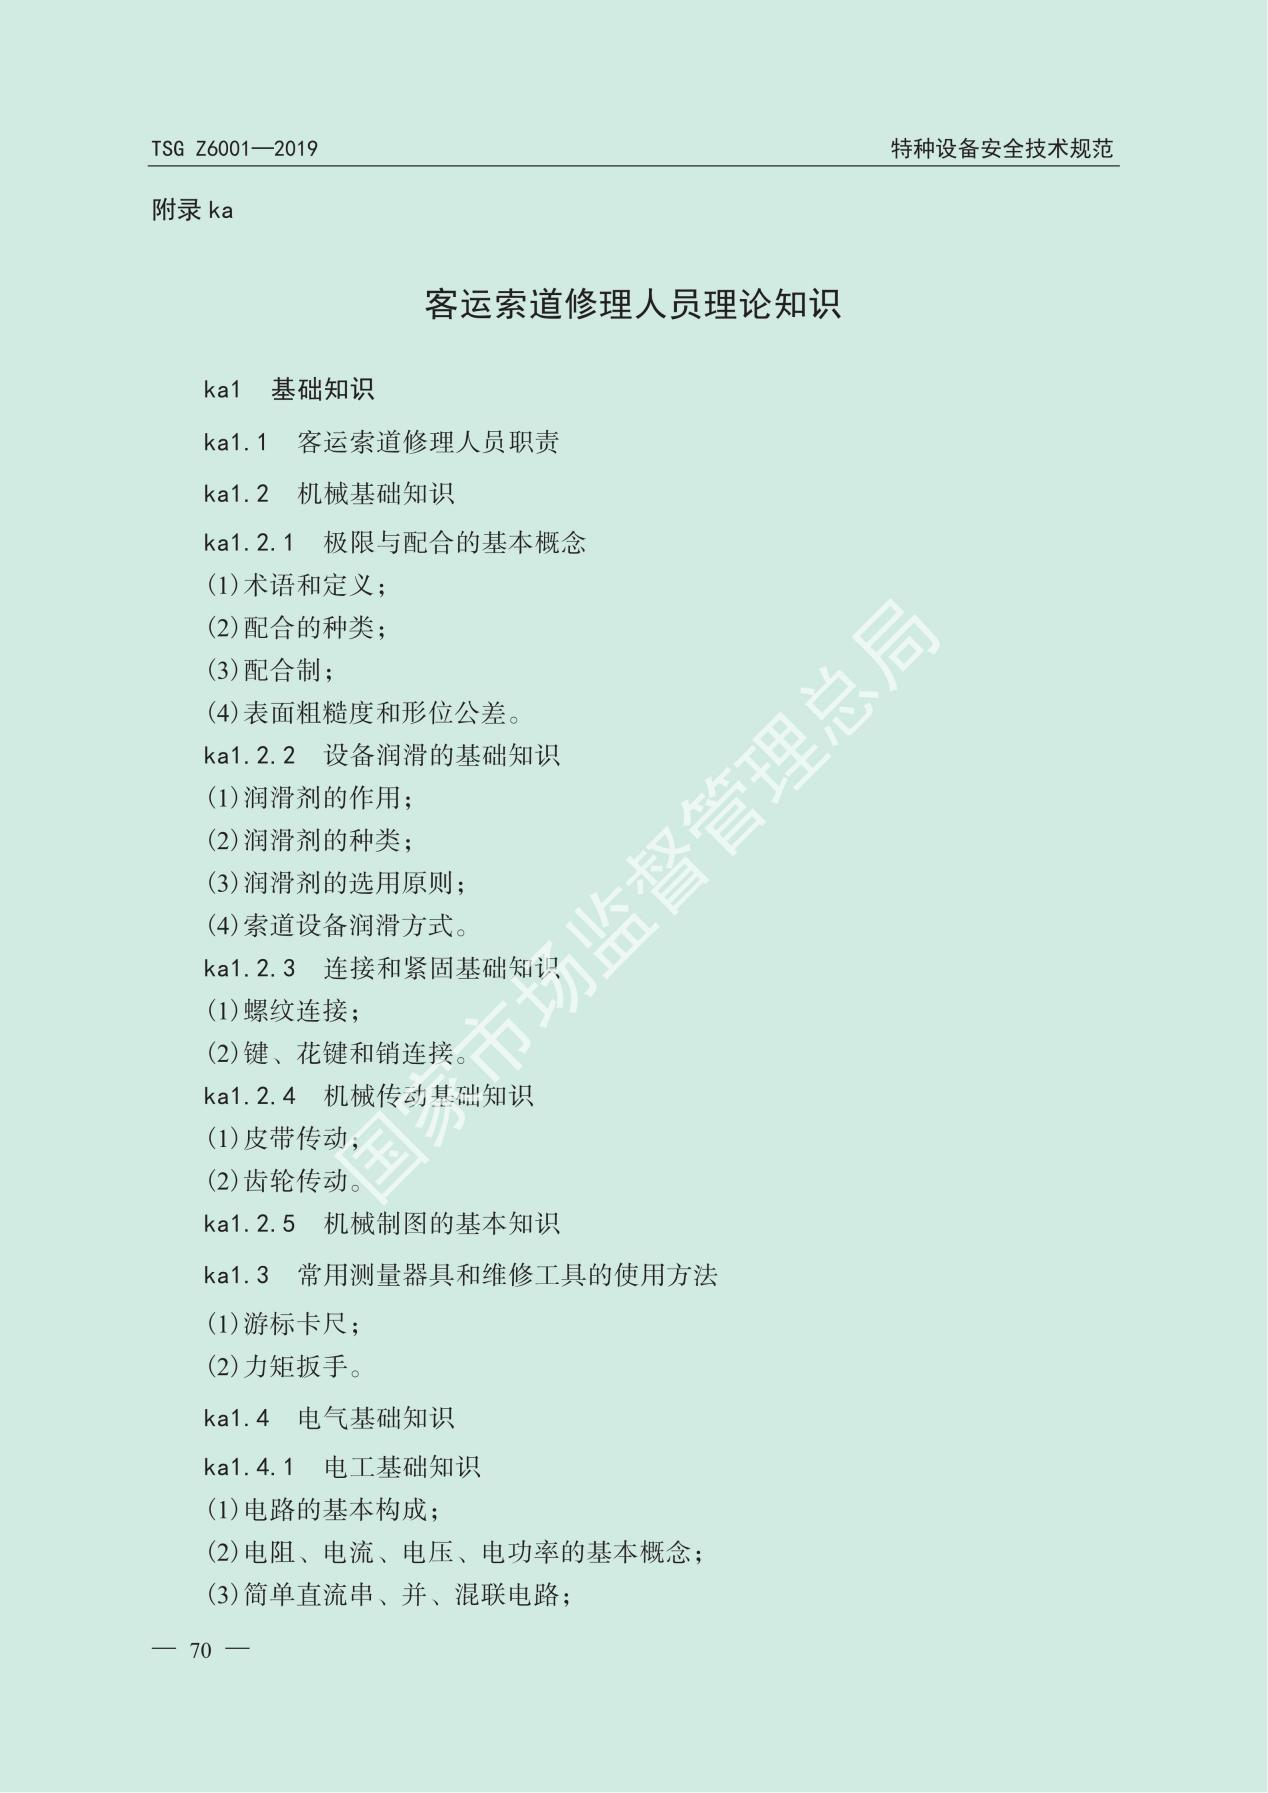 TSG Z6001—2019 特种设备安全技术规范
附录 ka
客运索道修理人员理论知识
ka1 基础知识
ka1.1 客运索道修理人员职责
ka1.2 机械基础知识
ka1.2.1 极限与配合的基本概念
(1)术语和定义；
(2)配合的种类；
(3)配合制；
(4)表面粗糙度和形位公差。
ka1.2.2 设备润滑的基础知识
(1)润滑剂的作用；
(2)润滑剂的种类；
(3)润滑剂的选用原则；
(4)索道设备润滑方式。
ka1.2.3 连接和紧固基础知识
(1)螺纹连接；
(2)键、花键和销连接。
ka1.2.4 机械传动基础知识
(1)皮带传动；
(2)齿轮传动。
ka1.2.5 机械制图的基本知识
ka1.3 常用测量器具和维修工具的使用方法
(1)游标卡尺；
(2)力矩扳手。
ka1.4 电气基础知识
ka1.4.1 电工基础知识
(1)电路的基本构成；
(2)电阻、电流、电压、电功率的基本概念；
(3)简单直流串、并、混联电路；
— 70 —
国家市场监督管理总局